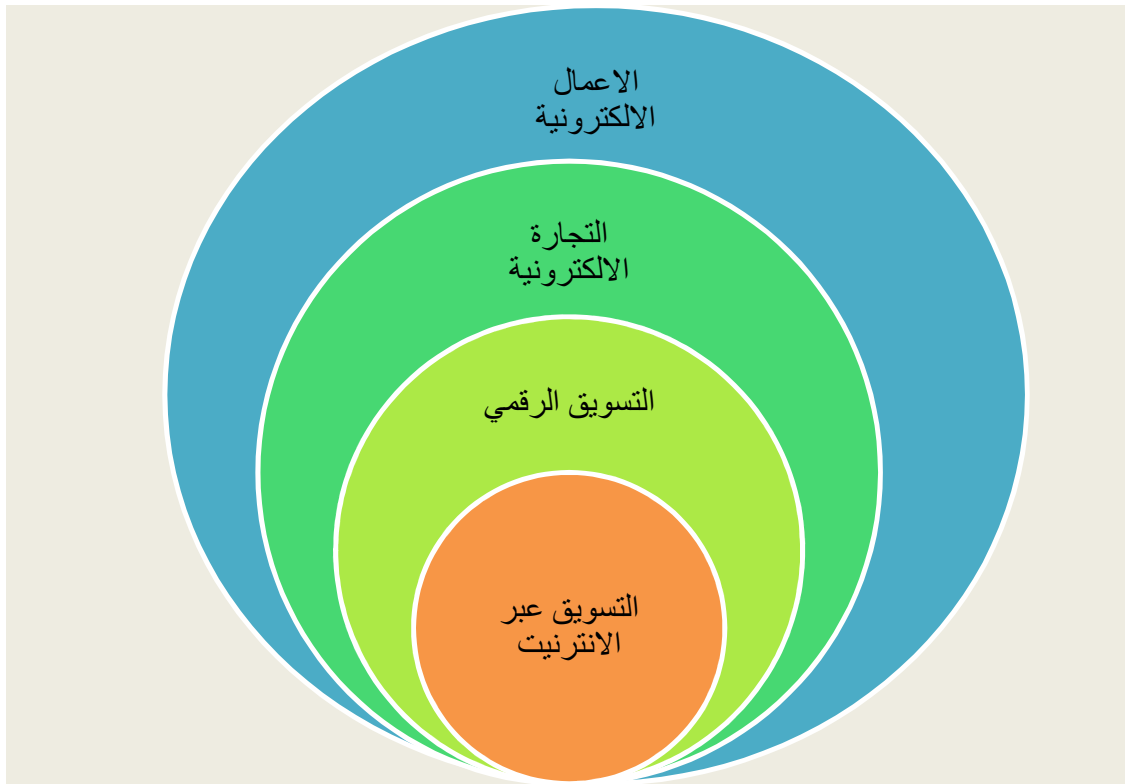 الاعمال
الالكترونية
التجارة
الالكترونية
التسويق الرقمي
التسويق عبر
الانترنيت